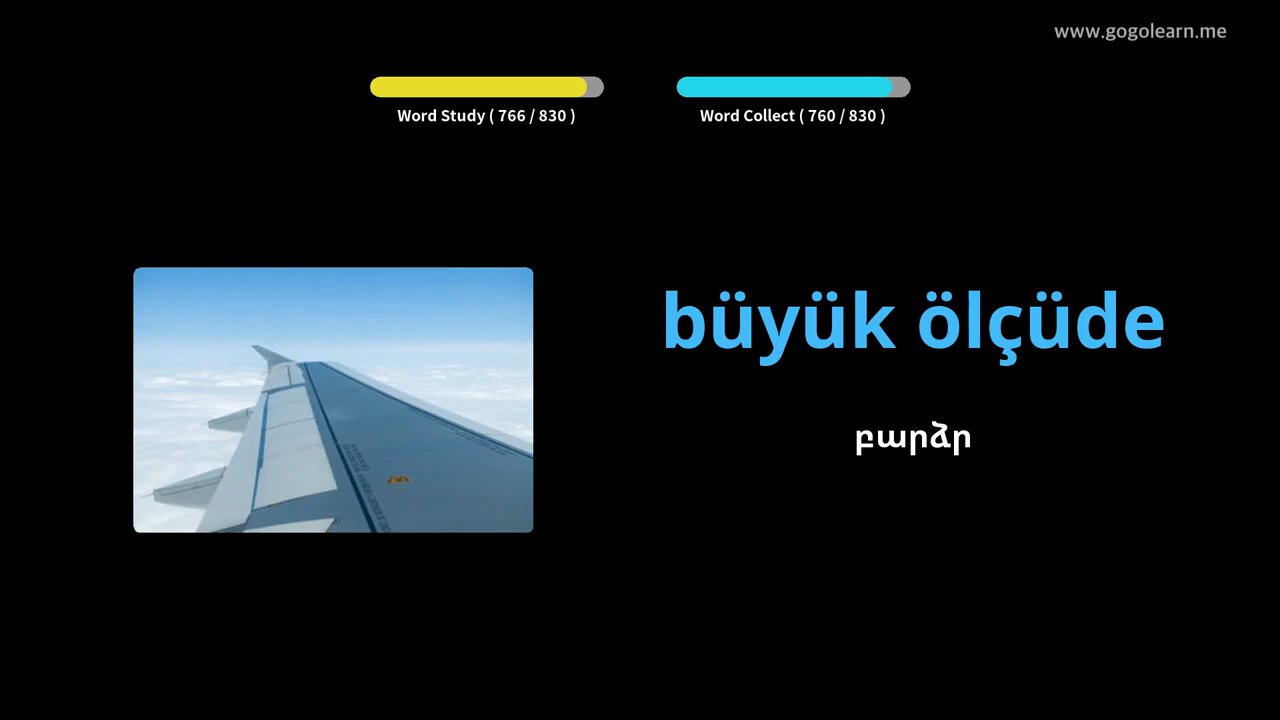 www.gogolearn.me
Word Study ( 766 / 830 )
Word Collect ( 760 / 830 )
büyük ölçüde
բարձր